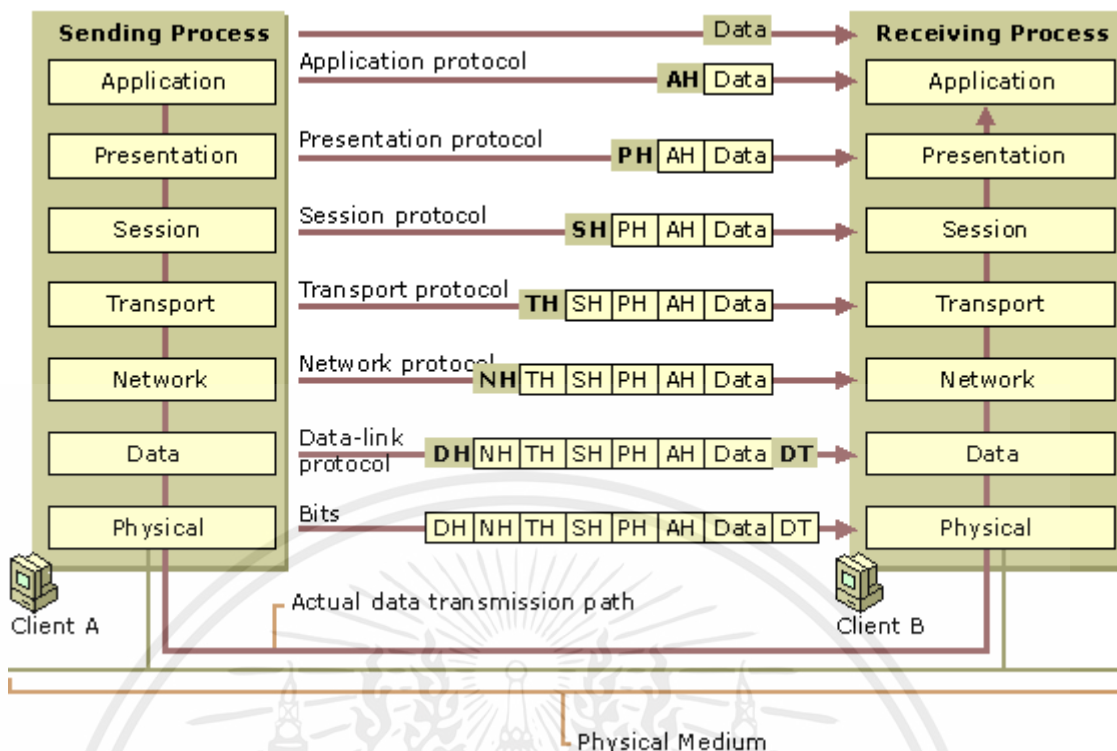 Sending Process
Data
Receiving Process
Application protocol
Application
AH Data
Application
Presentation protocol
Presentation
PH AH Data
Presentation
Session protocol
Session
SH PH AH Data
Session
Transport protocol
Transport
TH SH PH AH Data
Transport
Network protocol
Network
NH TH SH PH AH Data
Network
Data-link
protocol
Data
DH NH TH SH PH AH Data DT
Data
Bits
Physical
DH NH TH SH PH AH Data DT
Physical
Client A
Actual data transmission path
Client B
Physical Medium